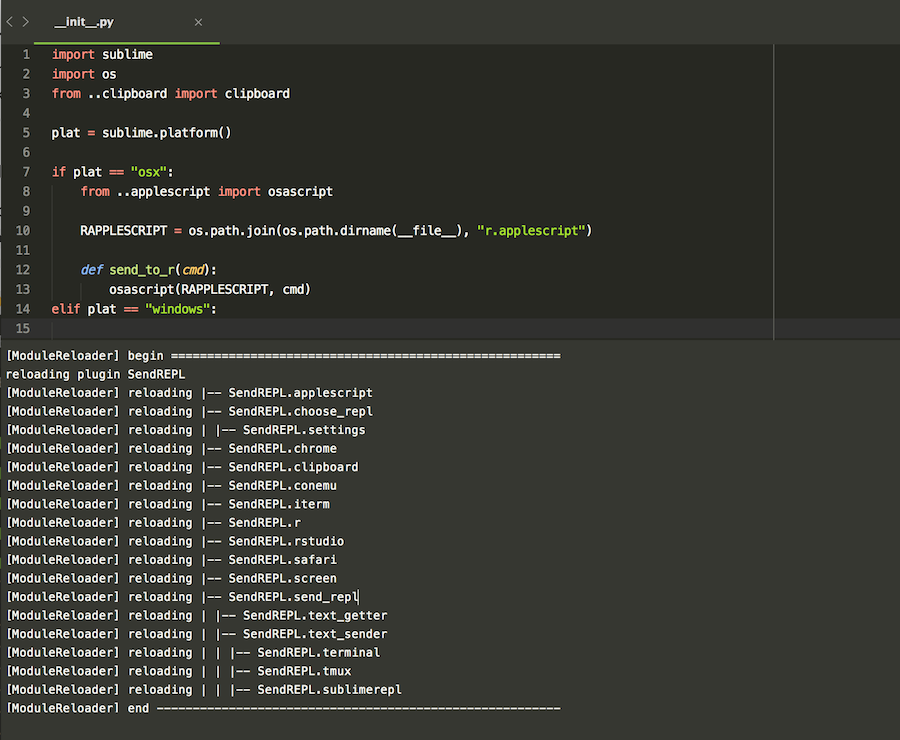 __init__.py ×
1 import sublime
2 import os
3 from ..clipboard import clipboard
4
5 plat = sublime.platform()
6
7 if plat == "osx":
8     from ..applescript import osascript
9
10     RAPPLESCRIPT = os.path.join(os.path.dirname(__file__), "r.applescript")
11
12     def send_to_r(cmd):
13         osascript(RAPPLESCRIPT, cmd)
14 elif plat == "windows":
15
[ModuleReloader] begin ======================================================
reloading plugin SendREPL
[ModuleReloader] reloading |-- SendREPL.applescript
[ModuleReloader] reloading |-- SendREPL.choose_repl
[ModuleReloader] reloading | |-- SendREPL.settings
[ModuleReloader] reloading |-- SendREPL.chrome
[ModuleReloader] reloading |-- SendREPL.clipboard
[ModuleReloader] reloading |-- SendREPL.conemu
[ModuleReloader] reloading |-- SendREPL.iterm
[ModuleReloader] reloading |-- SendREPL.r
[ModuleReloader] reloading |-- SendREPL.rstudio
[ModuleReloader] reloading |-- SendREPL.safari
[ModuleReloader] reloading |-- SendREPL.screen
[ModuleReloader] reloading |-- SendREPL.send_repl
[ModuleReloader] reloading | |-- SendREPL.text_getter
[ModuleReloader] reloading | |-- SendREPL.text_sender
[ModuleReloader] reloading | | |-- SendREPL.terminal
[ModuleReloader] reloading | | |-- SendREPL.tmux
[ModuleReloader] reloading | | |-- SendREPL.sublimerepl
[ModuleReloader] end --------------------------------------------------------